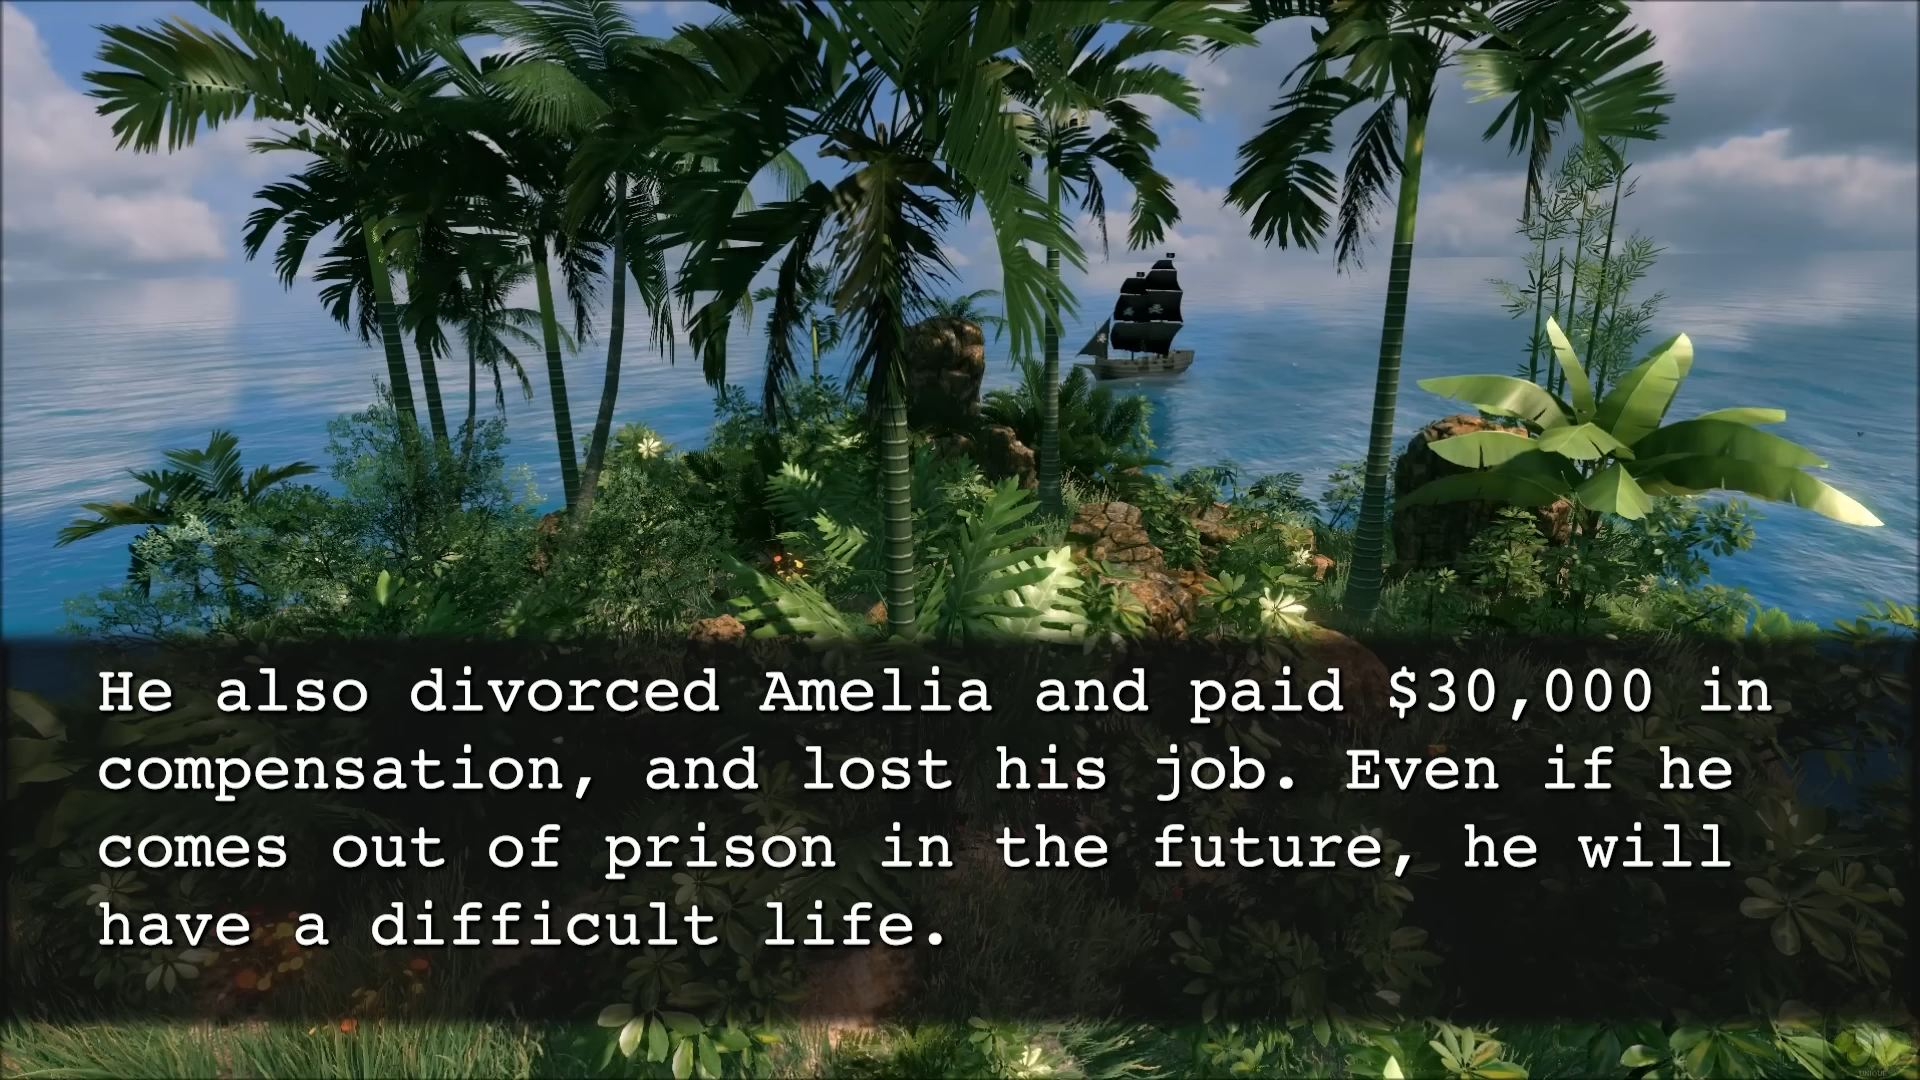 He also divorced Amelia and paid $30,000 in
compensation, and lost his job. Even if he
comes out of prison in the future, he will
have a difficult life.